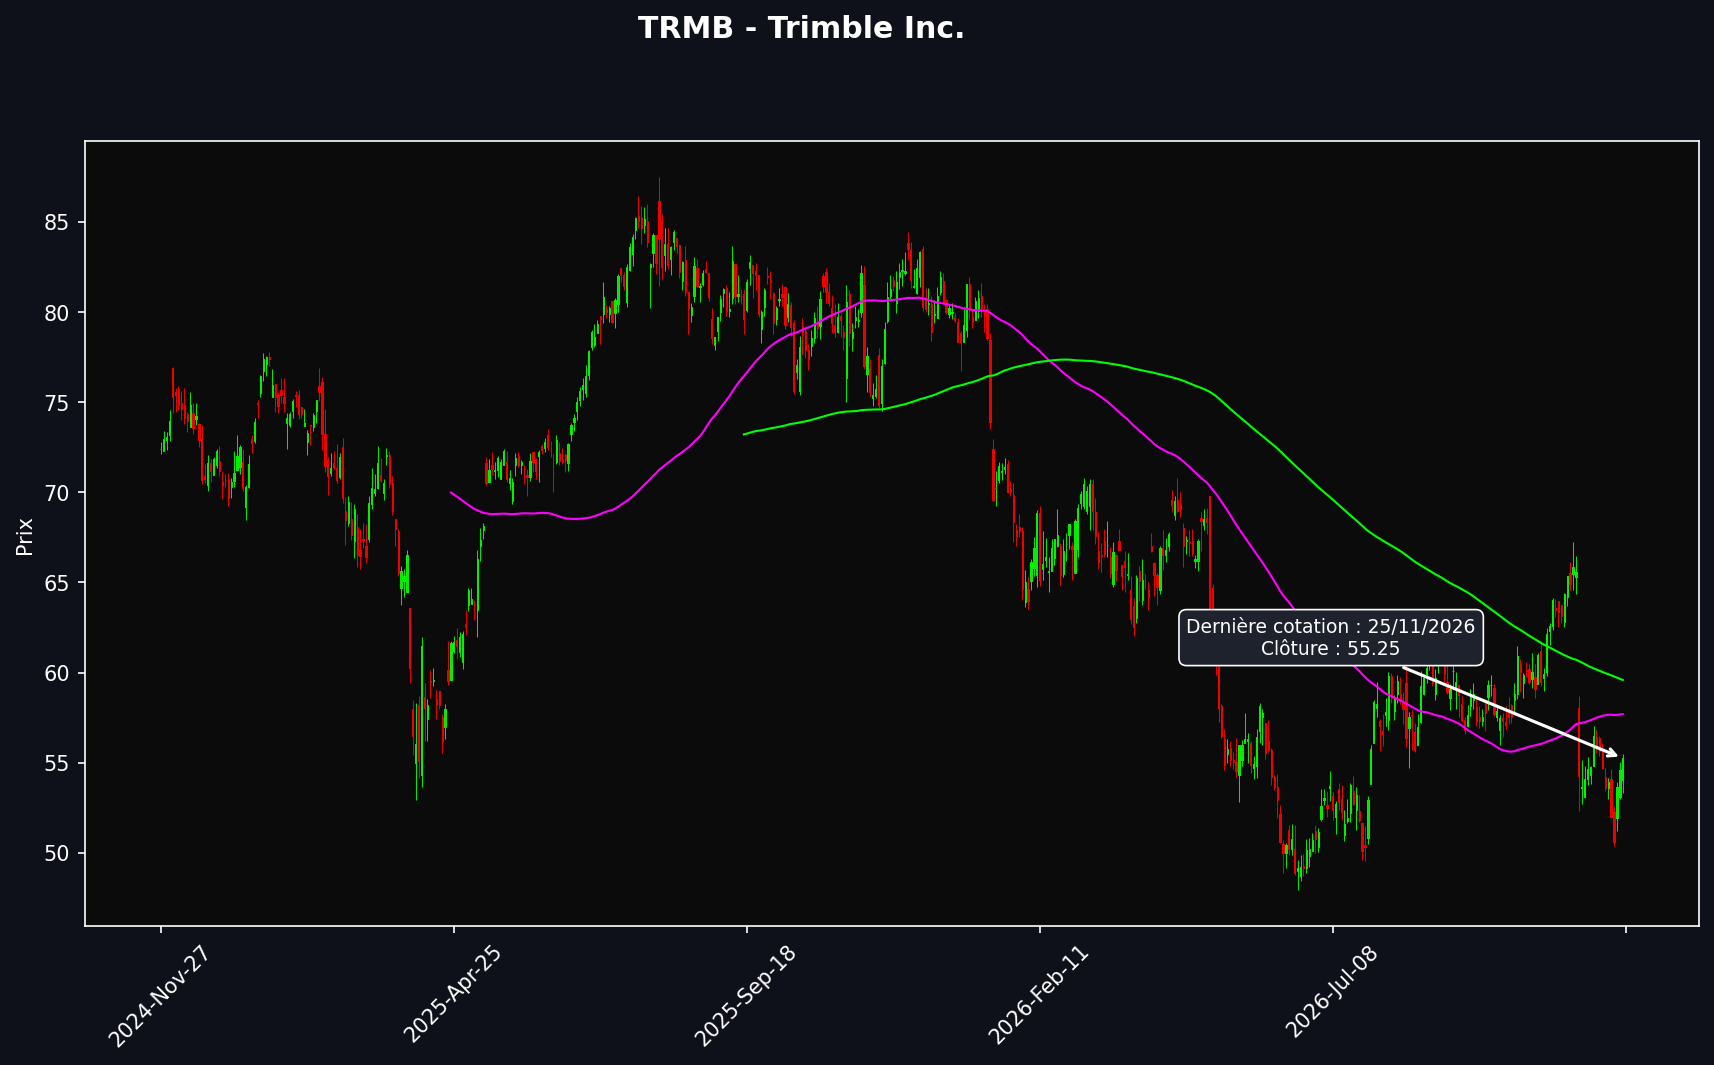 TRMB - Trimble Inc.
85
80
75
70
65
60
55
50
Prix
Dernière cotation : 25/11/2026
Clôture : 55.25
2024-Nov-27
2025-Apr-25
2025-Sep-18
2026-Feb-11
2026-Jul-08